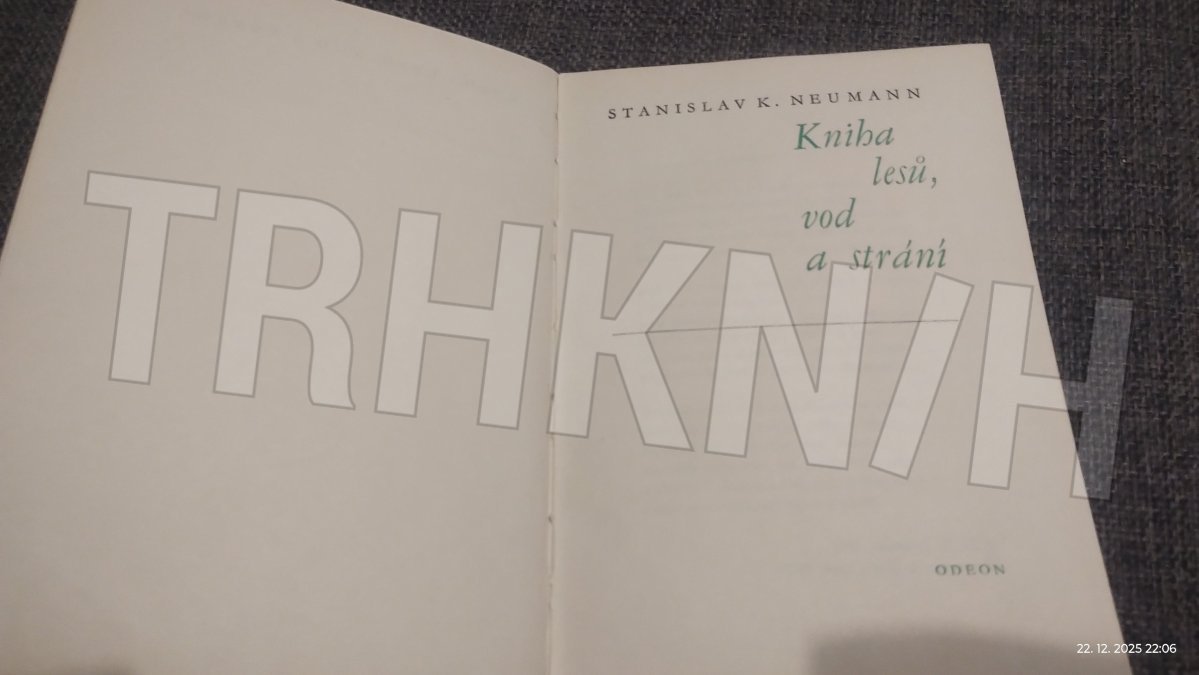 STANISLAV K. NEUMANN
Kniha
lesů,
vod
a strání
TRHKNIH
ODEON
22. 12. 2025 22:06